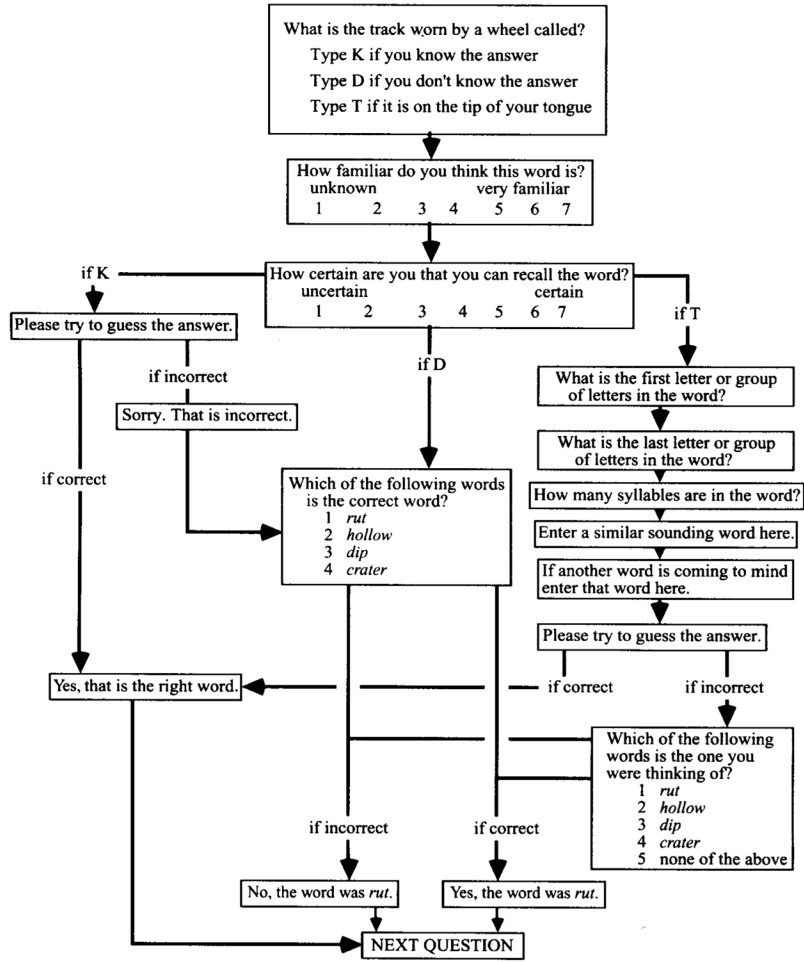 What is the track worn by a wheel called?
Type K if you know the answer
Type D if you don't know the answer
Type T if it is on the tip of your tongue
How familiar do you think this word is?
unknown very familiar
1 2 3 4 5 6 7
How certain are you that you can recall the word?
uncertain certain
1 2 3 4 5 6 7
if K
Please try to guess the answer.
if incorrect
Sorry. That is incorrect.
if correct
if D
Which of the following words
is the correct word?
1 rut
2 hollow
3 dip
4 crater
if T
What is the first letter or group
of letters in the word?
What is the last letter or group
of letters in the word?
How many syllables are in the word?
Enter a similar sounding word here.
If another word is coming to mind
enter that word here.
Please try to guess the answer.
if correct
if incorrect
Yes, that is the right word.
Which of the following
words is the one you
were thinking of?
1 rut
2 hollow
3 dip
4 crater
5 none of the above
if incorrect
if correct
No, the word was rut.
Yes, the word was rut.
NEXT QUESTION